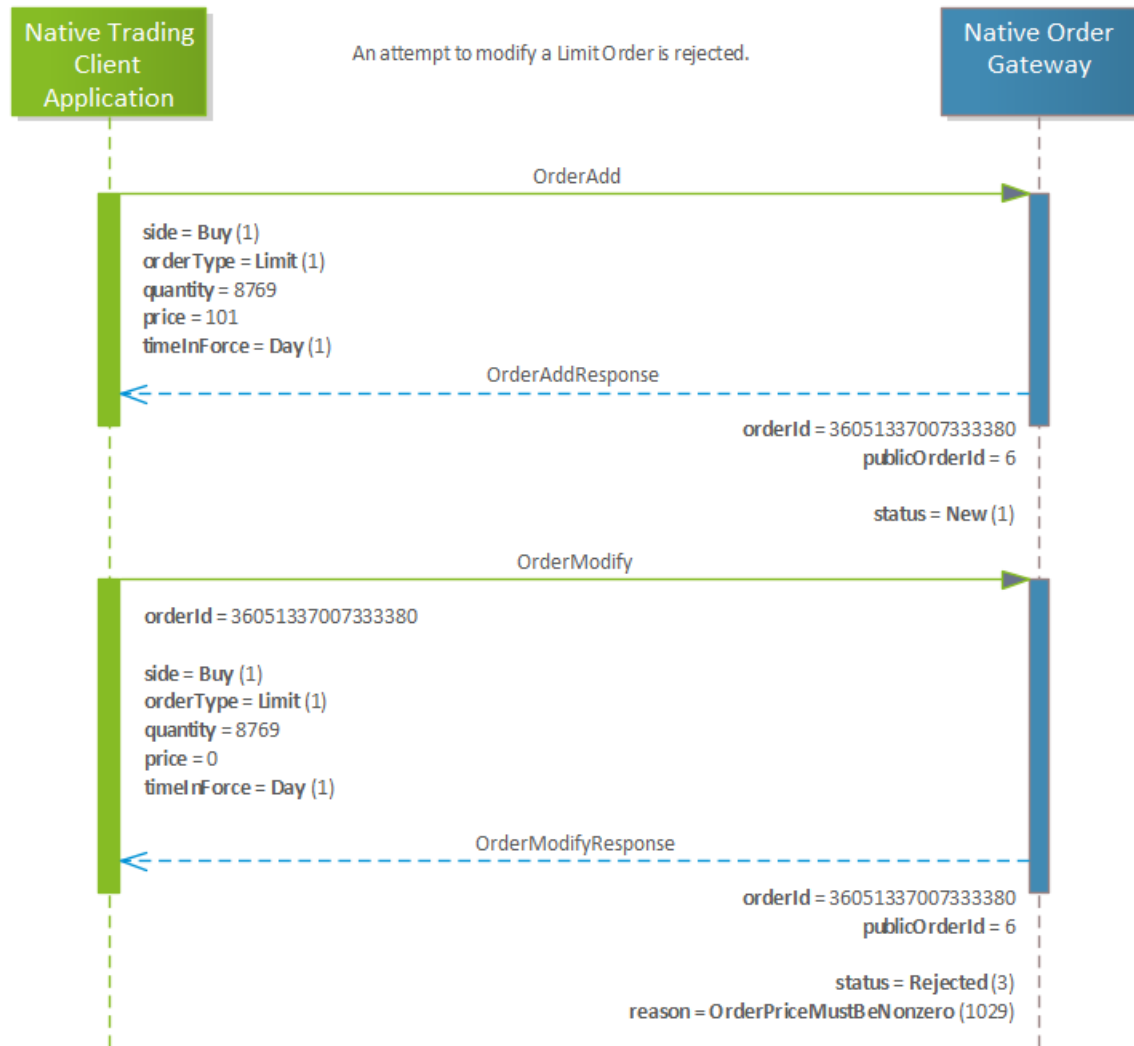 Native Trading
Client
Application
An attempt to modify a Limit Order is rejected.
Native Order
Gateway
OrderAdd
side = Buy (1)
orderType = Limit (1)
quantity = 8769
price = 101
timeInForce = Day (1)
OrderAddResponse
orderId = 36051337007333380
publicOrderId = 6
status = New (1)
OrderModify
orderId = 36051337007333380
side = Buy (1)
orderType = Limit (1)
quantity = 8769
price = 0
timeInForce = Day (1)
OrderModifyResponse
orderId = 36051337007333380
publicOrderId = 6
status = Rejected (3)
reason = OrderPriceMustBeNonzero (1029)